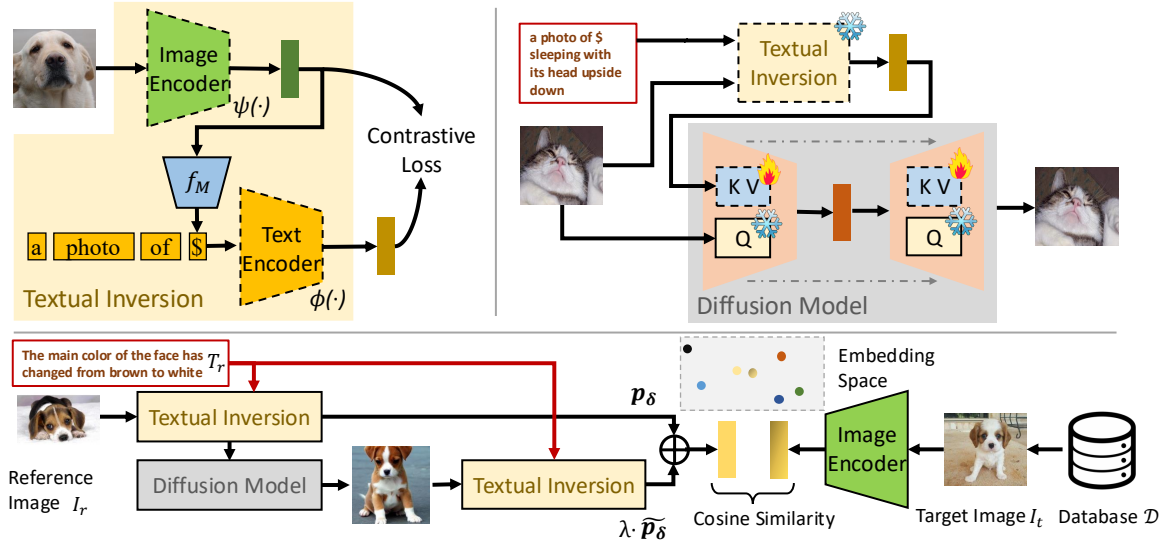 Image
Encoder
ψ(·)
Contrastive
Loss
f_M
a photo of $
Text
Encoder
ϕ(·)
Textual Inversion
a photo of $
sleeping with
its head upside
down
Textual
Inversion
K V
K V
Q
Q
Diffusion Model
The main color of the face has
changed from brown to white
T_r
Textual Inversion
Diffusion Model
Reference
Image I_r
Textual Inversion
p_δ
λ· \widetilde{p_δ}
Embedding
Space
Image
Encoder
Cosine Similarity
Target Image I_t
Database 𝒟